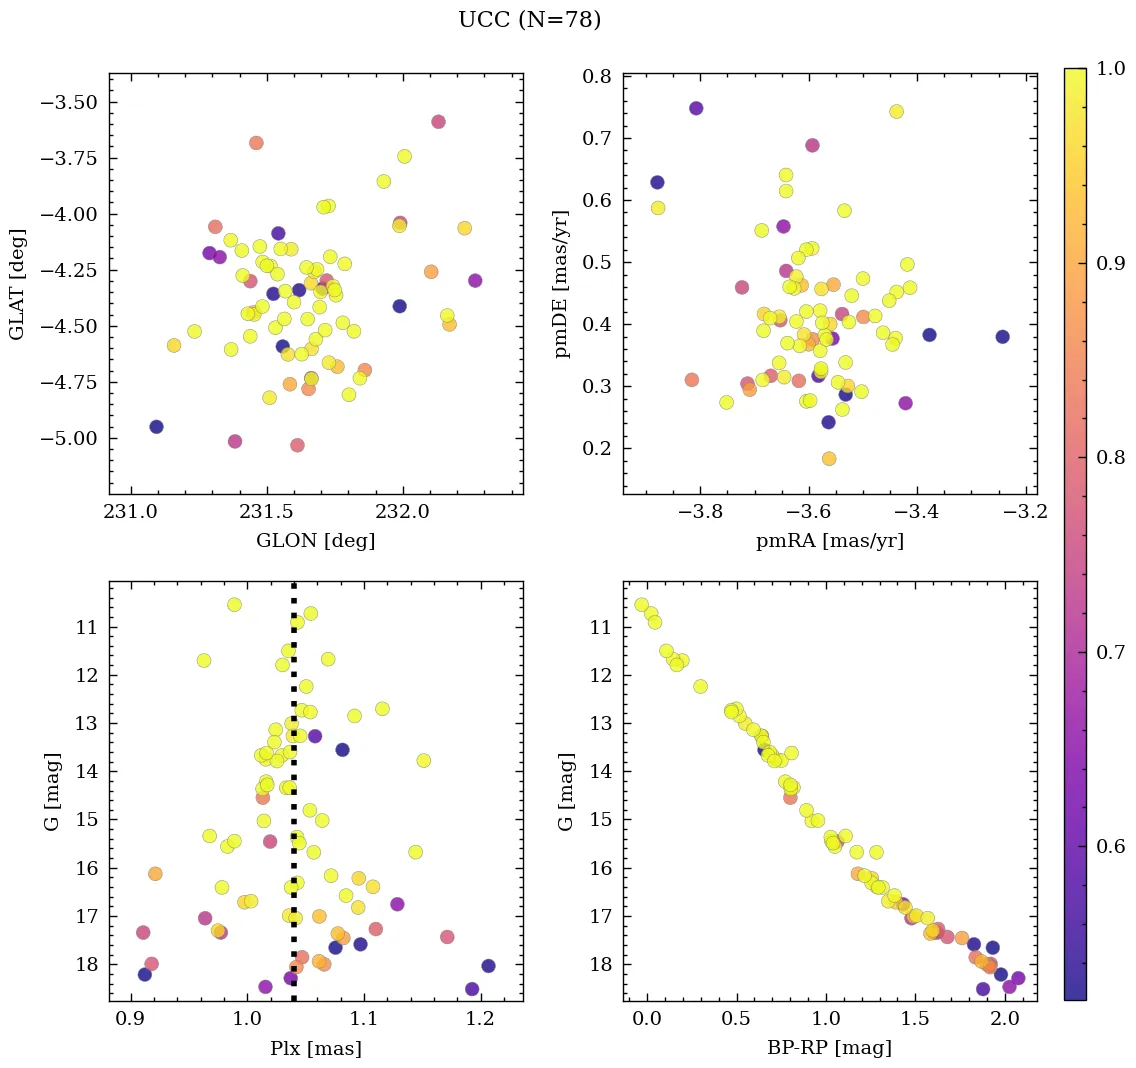 UCC (N=78)
−3.50
−3.75
−4.00
−4.25
−4.50
−4.75
−5.00
GLAT [deg]
231.0 231.5 232.0
GLON [deg]
0.8
0.7
0.6
0.5
0.4
0.3
0.2
pmDE [mas/yr]
−3.8 −3.6 −3.4 −3.2
pmRA [mas/yr]
11
12
13
14
15
16
17
18
G [mag]
0.9 1.0 1.1 1.2
Plx [mas]
11
12
13
14
15
16
17
18
G [mag]
0.0 0.5 1.0 1.5 2.0
BP-RP [mag]
1.0
0.9
0.8
0.7
0.6